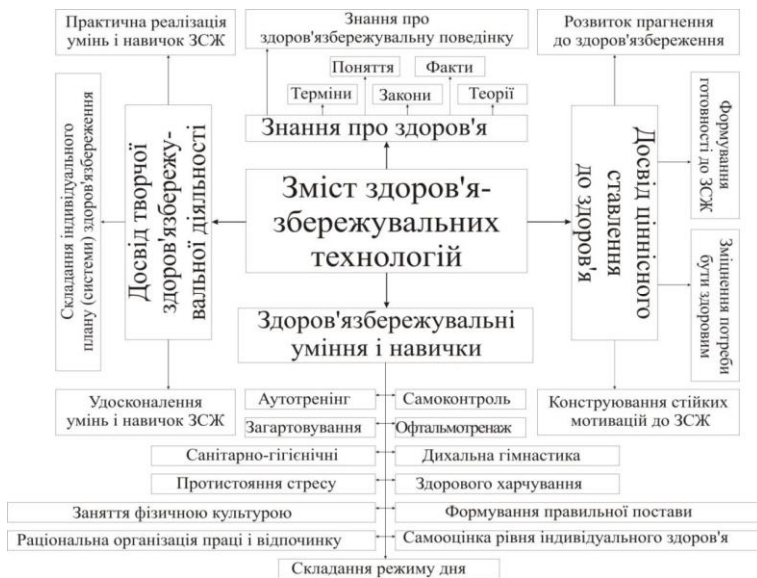 Практична реалізація
умінь і навичок ЗСЖ
Знання про
здоров'язбережувальну поведінку
Розвиток прагнення
до здоров'язбереження
Поняття
Факти
Терміни
Закони
Теорії
Знання про здоров'я
Складання індивідуального
плану (системи) здоров'язбереження
Досвід творчої
здоров'язбережу-
вальної діяльності
Зміст здоров'я-
збережувальних
технологій
Досвід ціннісного
ставлення
до здоров'я
Формування
готовності до ЗСЖ
Зміцнення потреби
бути здоровим
Здоров'язбережувальні
уміння і навички
Удосконалення
умінь і навичок ЗСЖ
Конструювання стійких
мотивацій до ЗСЖ
Аутотренінг
Самоконтроль
Загартовування
Офтальмотренаж
Санітарно-гігієнічні
Дихальна гімнастика
Протистояння стресу
Здорового харчування
Заняття фізичною культурою
Формування правильної постави
Раціональна організація праці і відпочинку
Самооцінка рівня індивідуального здоров'я
Складання режиму дня